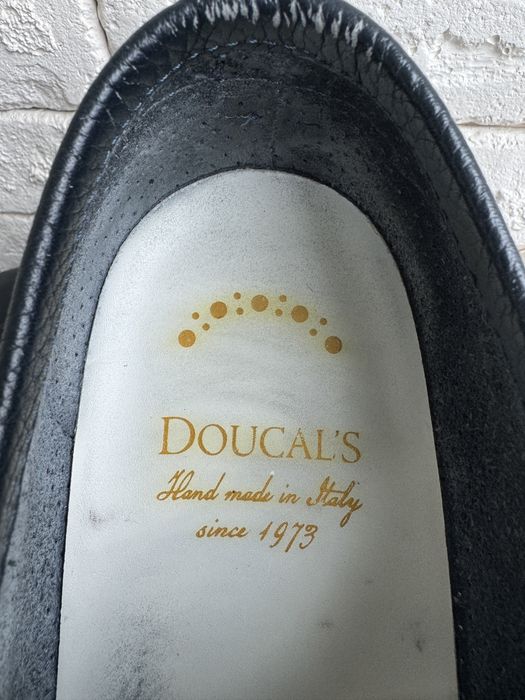 DOUCAL'S
Hand made in Italy
since 1973